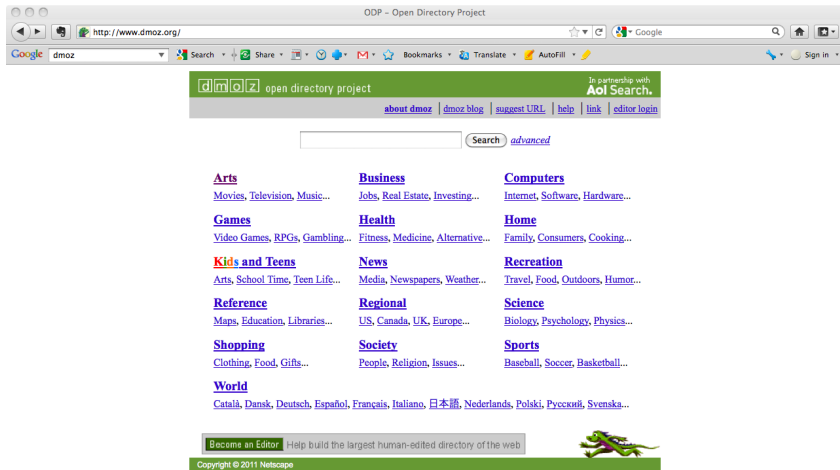 ODP – Open Directory Project
http://www.dmoz.org/
Google
Google dmoz Search Share Bookmarks Translate AutoFill Sign in
dmoz open directory project In partnership with
Aol Search.
about dmoz | dmoz blog | suggest URL | help | link | editor login
Search advanced
Arts Business Computers
Movies, Television, Music... Jobs, Real Estate, Investing... Internet, Software, Hardware...
Games Health Home
Video Games, RPGs, Gambling... Fitness, Medicine, Alternative... Family, Consumers, Cooking...
Kids and Teens News Recreation
Arts, School Time, Teen Life... Media, Newspapers, Weather... Travel, Food, Outdoors, Humor...
Reference Regional Science
Maps, Education, Libraries... US, Canada, UK, Europe... Biology, Psychology, Physics...
Shopping Society Sports
Clothing, Food, Gifts... People, Religion, Issues... Baseball, Soccer, Basketball...
World
Català, Dansk, Deutsch, Español, Français, Italiano, 日本語, Nederlands, Polski, Русский, Svenska...
Become an Editor Help build the largest human-edited directory of the web
Copyright © 2011 Netscape